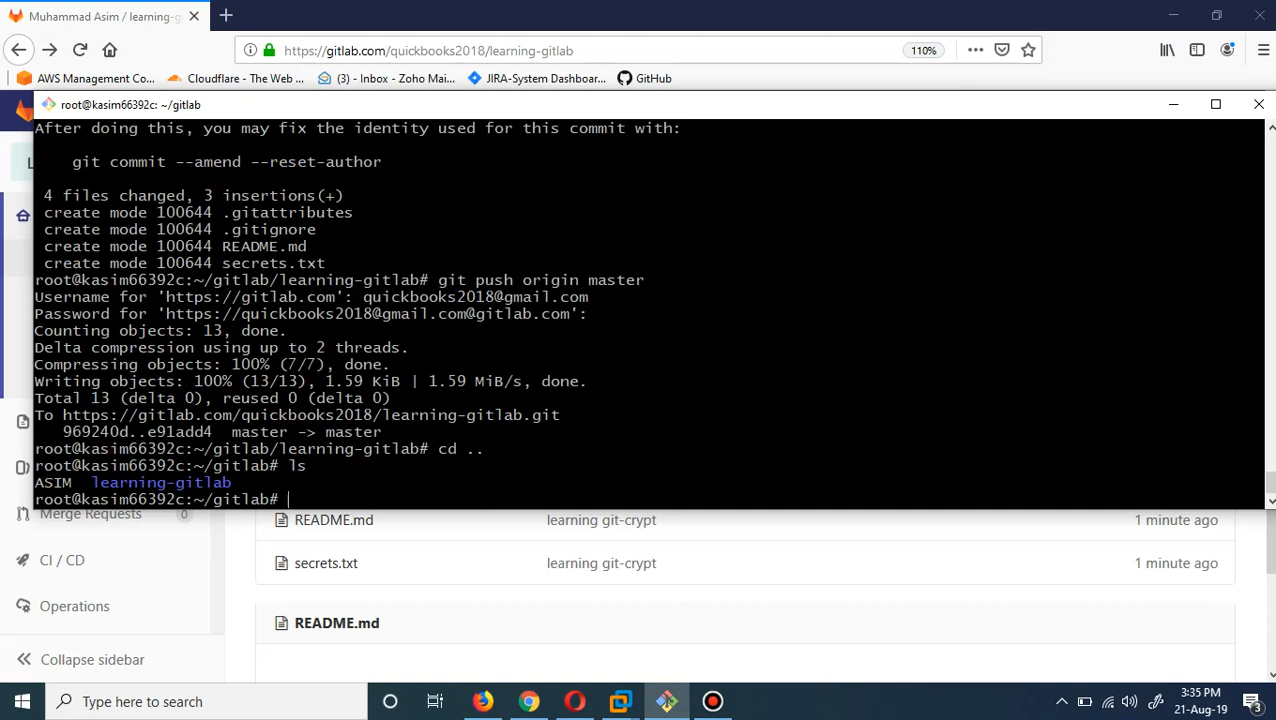 Muhammad Asim / learning-g
https://gitlab.com/quickbooks2018/learning-gitlab
110%
AWS Management Co...
Cloudflare - The Web ...
(3) - Inbox - Zoho Mai...
JIRA-System Dashboar...
GitHub
root@kasim66392c: ~/gitlab
After doing this, you may fix the identity used for this commit with:
git commit --amend --reset-author
4 files changed, 3 insertions(+)
create mode 100644 .gitattributes
create mode 100644 .gitignore
create mode 100644 README.md
create mode 100644 secrets.txt
root@kasim66392c:~/gitlab/learning-gitlab# git push origin master
Username for 'https://gitlab.com': quickbooks2018@gmail.com
Password for 'https://quickbooks2018@gmail.com@gitlab.com':
Counting objects: 13, done.
Delta compression using up to 2 threads.
Compressing objects: 100% (7/7), done.
Writing objects: 100% (13/13), 1.59 KiB | 1.59 MiB/s, done.
Total 13 (delta 0), reused 0 (delta 0)
To https://gitlab.com/quickbooks2018/learning-gitlab.git
969240d..e91add4  master -> master
root@kasim66392c:~/gitlab/learning-gitlab# cd ..
root@kasim66392c:~/gitlab# ls
ASIM  learning-gitlab
root@kasim66392c:~/gitlab#
L
Merge Requests 0
CI / CD
Operations
Collapse sidebar
README.md learning git-crypt 1 minute ago
secrets.txt learning git-crypt 1 minute ago
README.md
Type here to search
3:35 PM
21-Aug-19
3